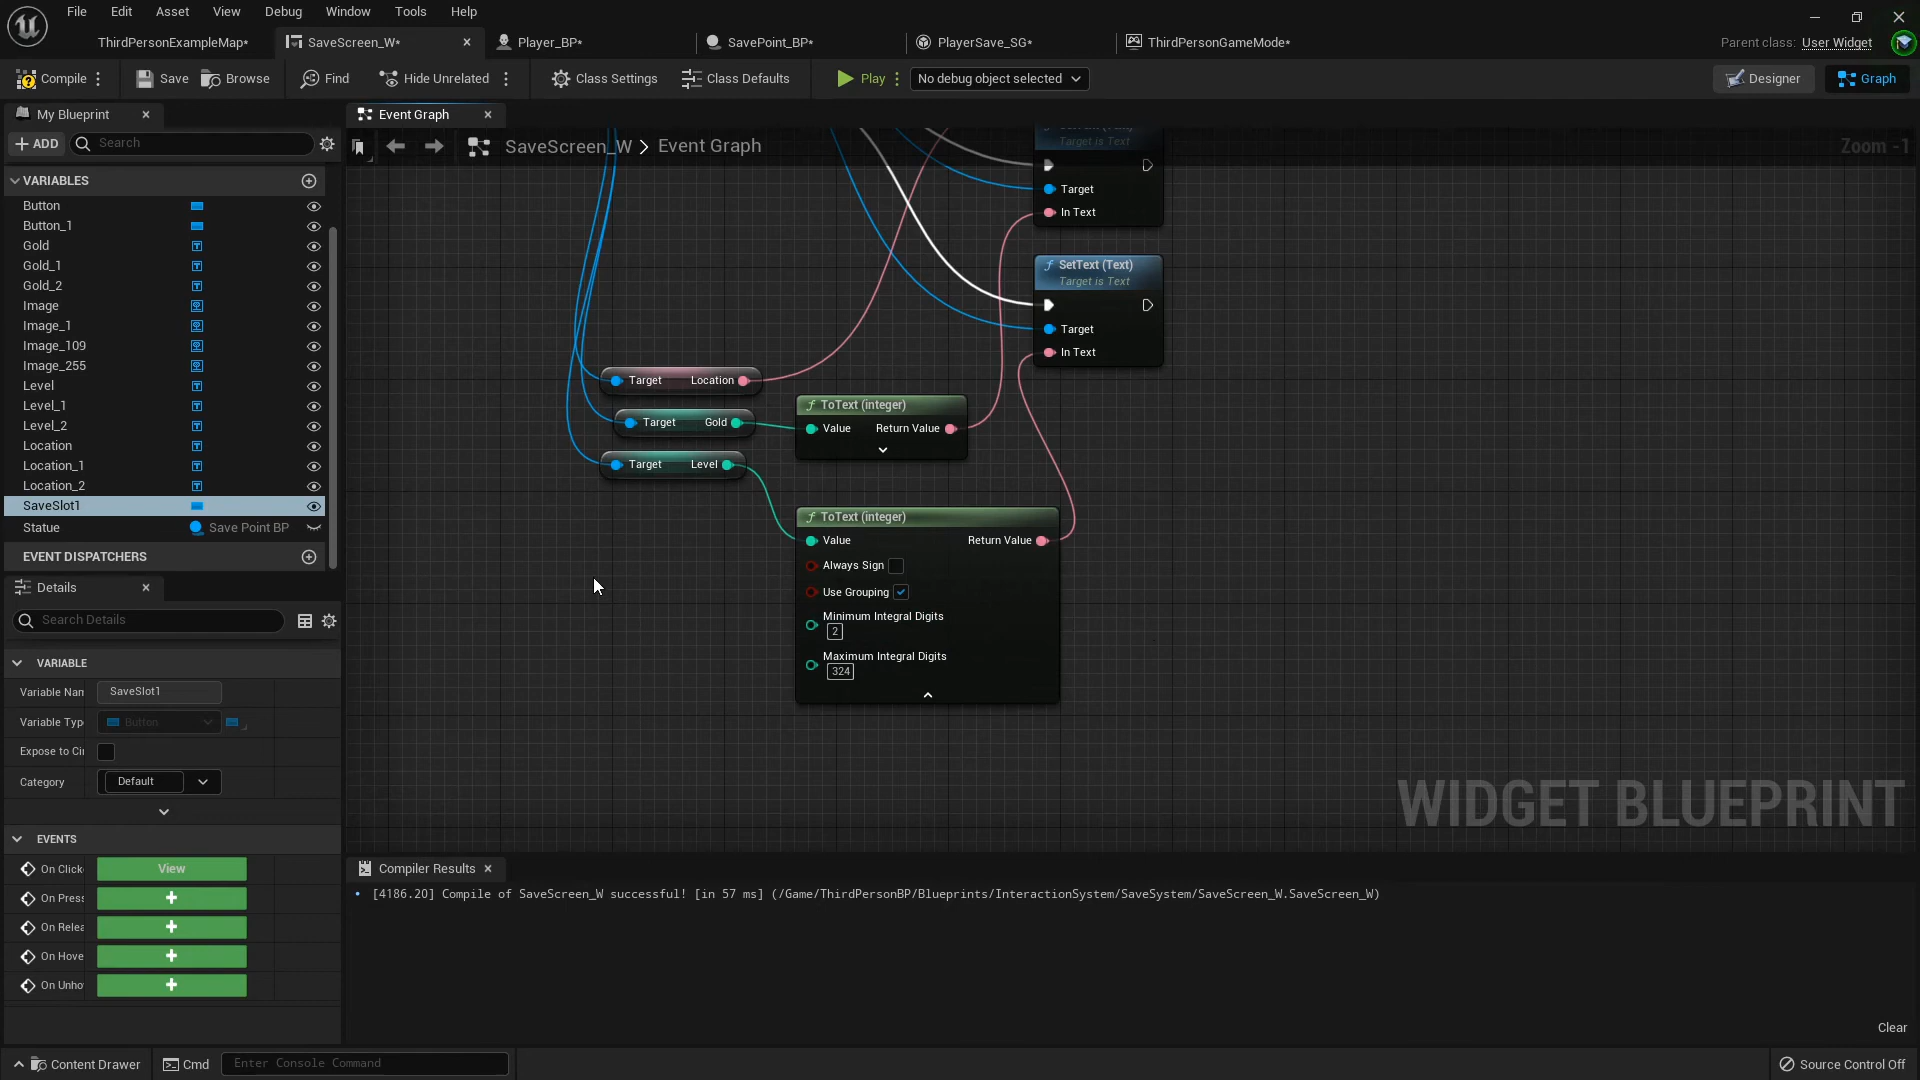 File Edit Asset View Debug Window Tools Help
ThirdPersonExampleMap* SaveScreen_W* Player_BP* SavePoint_BP* PlayerSave_SG* ThirdPersonGameMode* Parent class: User Widget
Compile Save Browse Find Hide Unrelated Class Settings Class Defaults Play No debug object selected Designer Graph
My Blueprint Event Graph
ADD Search SaveScreen_W > Event Graph Zoom -1
VARIABLES
Button
Button_1
Gold
Gold_1
Gold_2
Image
Image_1
Image_109
Image_255
Level
Level_1
Level_2
Location
Location_1
Location_2
SaveSlot1
Statue Save Point BP
EVENT DISPATCHERS
Details
Search Details
VARIABLE
Variable Nam SaveSlot1
Variable Typ Button
Expose to Ci
Category Default
EVENTS
On Click View
On Press
On Relea
On Hove
On Unho
Target is Text
Target
In Text
SetText (Text)
Target is Text
Target
In Text
Target Location
Target Gold
Target Level
ToText (integer)
Value Return Value
ToText (integer)
Value Return Value
Always Sign
Use Grouping
Minimum Integral Digits
2
Maximum Integral Digits
324
WIDGET BLUEPRINT
Compiler Results
[4186.20] Compile of SaveScreen_W successful! [in 57 ms] (/Game/ThirdPersonBP/Blueprints/InteractionSystem/SaveSystem/SaveScreen_W.SaveScreen_W)
Clear
Content Drawer Cmd Enter Console Command Source Control Off